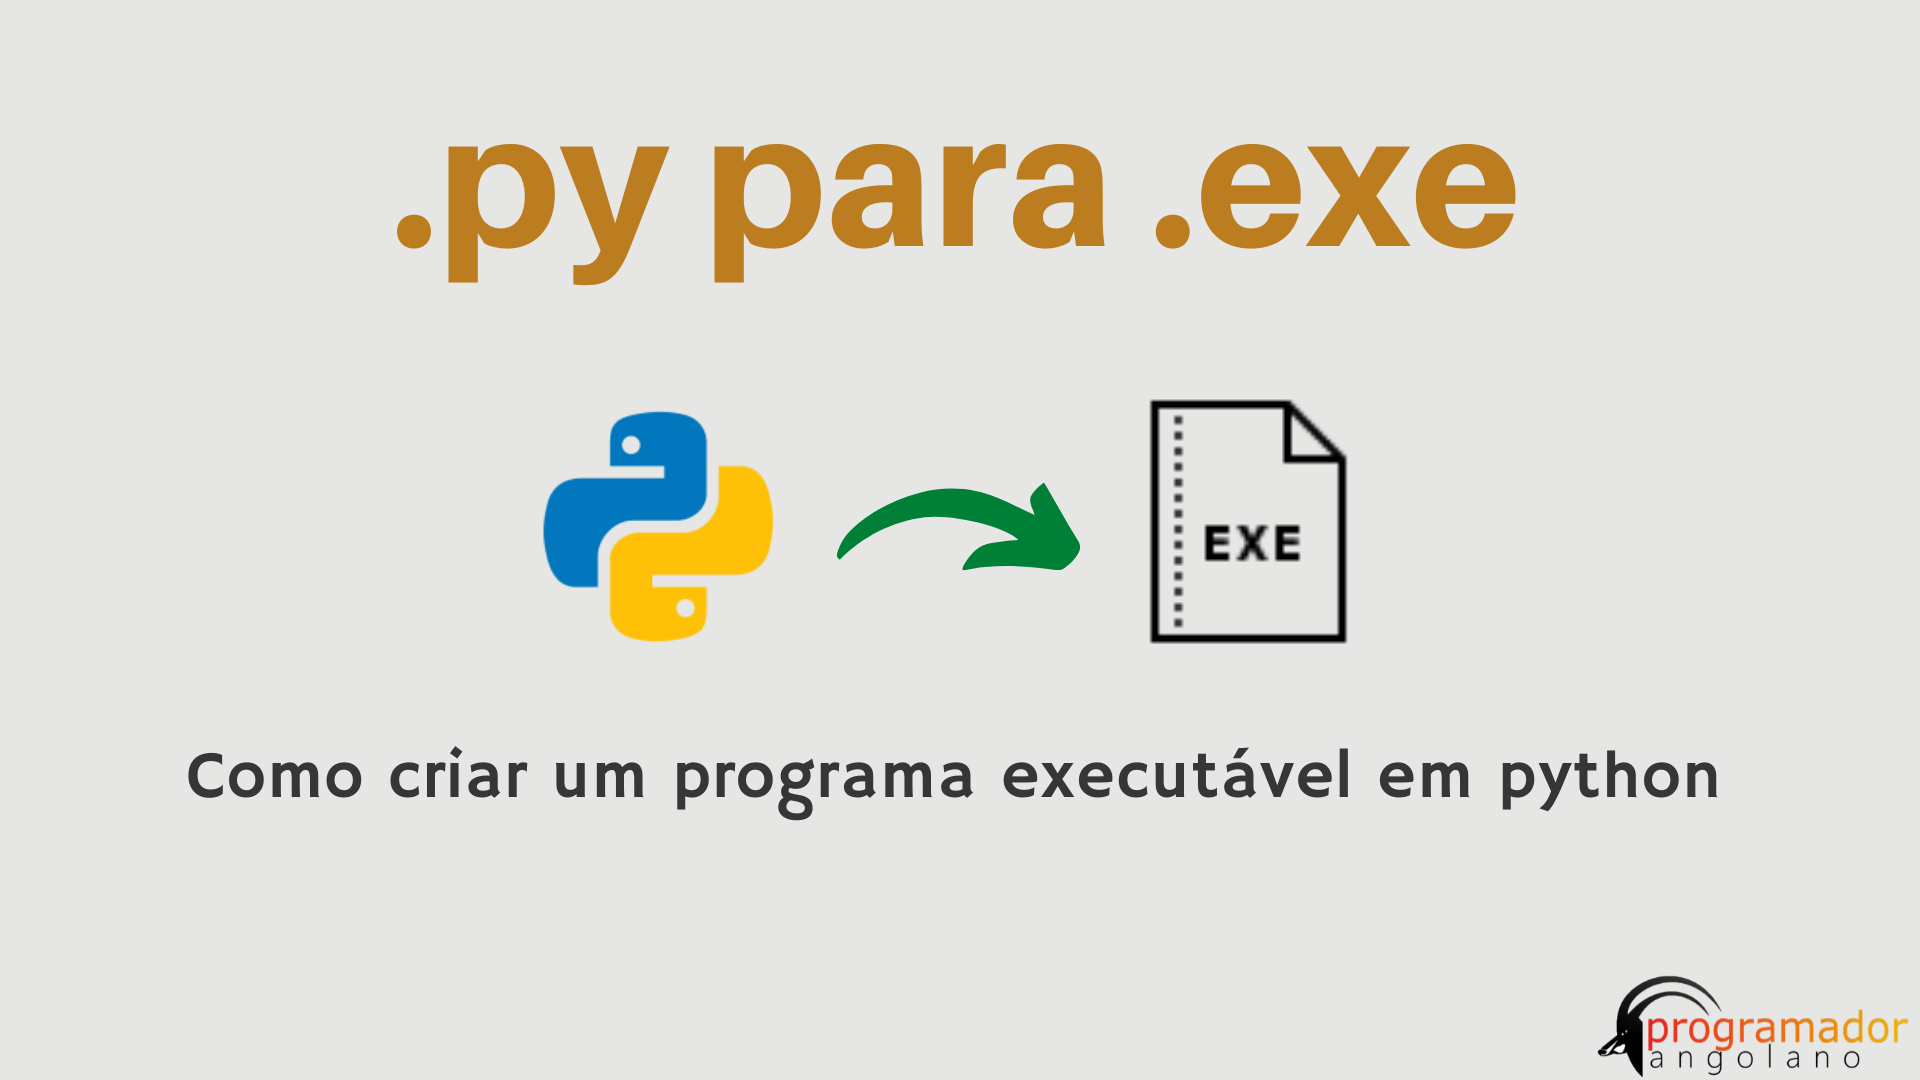 .py para .exe
EXE
Como criar um programa executável em python
programador
angolano